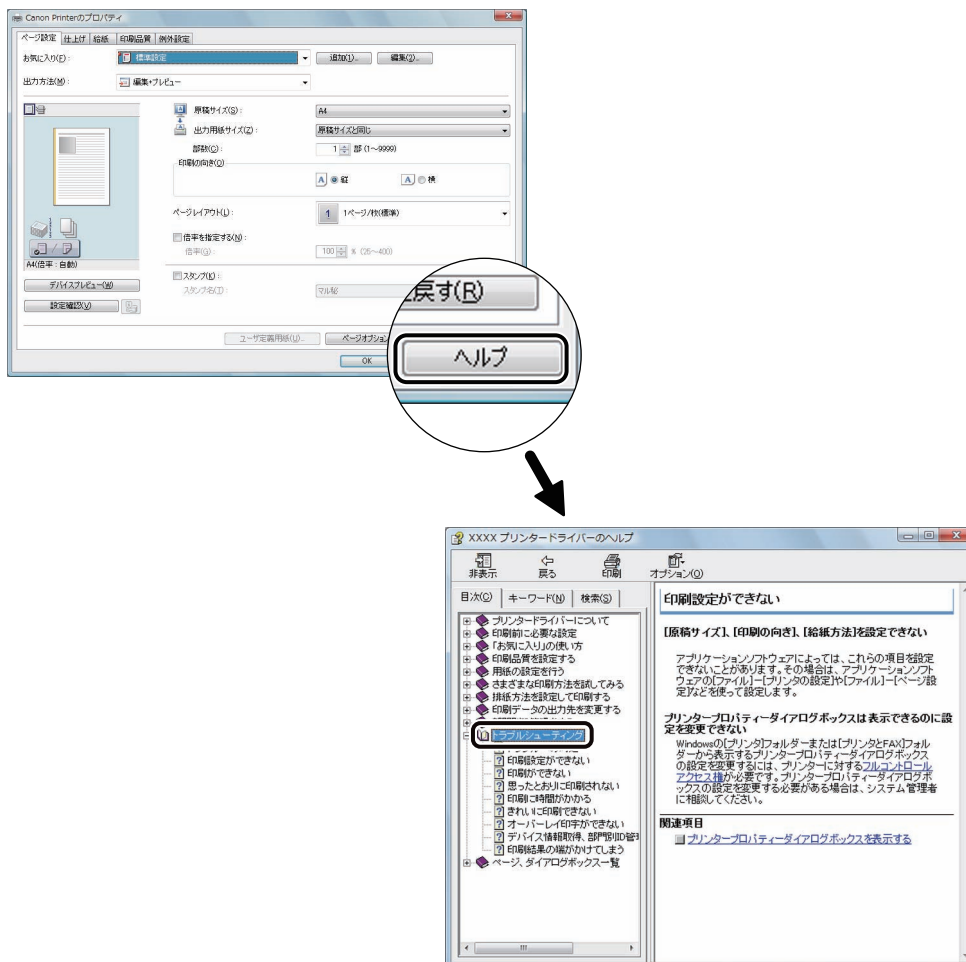 Canon Printerのプロパティ
ページ設定 仕上げ 給紙 印刷品質 例外設定
お気に入り(F): 標準設定 追加(1)... 編集(2)...
出力方法(M): 編集+プレビュー
原稿サイズ(S): A4
出力用紙サイズ(Z): 原稿サイズと同じ
部数(C): 1 部 (1～9999)
印刷の向き(O)
A 縦 A 横
ページレイアウト(L): 1 1ページ/枚(標準)
倍率を指定する(N):
倍率(G): 100 % (25～400)
A4(倍率:自動)
スタンプ(K):
デバイスプレビュー(W)
スタンプ名(T): マル秘
設定確認(V)
ユーザ定義用紙(U)... ページオプション
OK
戻す(R)
ヘルプ
XXXX プリンタードライバーのヘルプ
非表示 戻る 印刷 オプション(O)
目次(C) キーワード(N) 検索(S)
プリンタードライバーについて
印刷前に必要な設定
「お気に入り」の使い方
印刷品質を設定する
用紙の設定を行う
さまざまな印刷方法を試してみる
排紙方法を設定して印刷する
印刷データの出力先を変更する
トラブルシューティング
印刷設定ができない
印刷ができない
思ったとおりに印刷されない
印刷に時間がかかる
きれいに印刷できない
オーバーレイ印字ができない
デバイス情報取得、部門別ID管理
印刷結果の端がかけてしまう
ページ、ダイアログボックス一覧
印刷設定ができない
[原稿サイズ]、[印刷の向き]、[給紙方法]を設定できない
アプリケーションソフトウェアによっては、これらの項目を設定
できないことがあります。その場合は、アプリケーションソフト
ウェアの[ファイル]ー[プリンタの設定]や[ファイル]ー[ページ設
定]などを使って設定します。
プリンタープロパティーダイアログボックスは表示できるのに設
定を変更できない
Windowsの[プリンタ]フォルダーまたは[プリンタとFAX]フォル
ダーから表示するプリンタープロパティーダイアログボックス
の設定を変更するには、プリンターに対するフルコントロール
アクセス権が必要です。プリンタープロパティーダイアログボ
ックスの設定を変更する必要がある場合は、システム管理者
に相談してください。
関連項目
プリンタープロパティーダイアログボックスを表示する